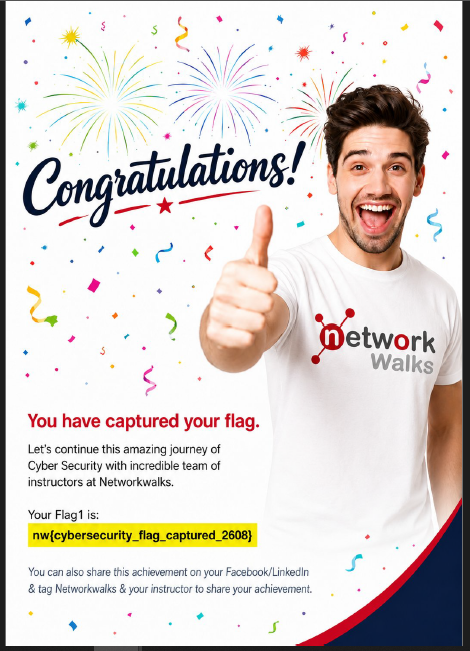 Congratulations!
network
Walks
You have captured your flag.
Let's continue this amazing journey of
Cyber Security with incredible team of
instructors at Networkwalks.
Your Flag1 is:
nw{cybersecurity_flag_captured_2608}
You can also share this achievement on your Facebook/LinkedIn
& tag Networkwalks & your instructor to share your achievement.